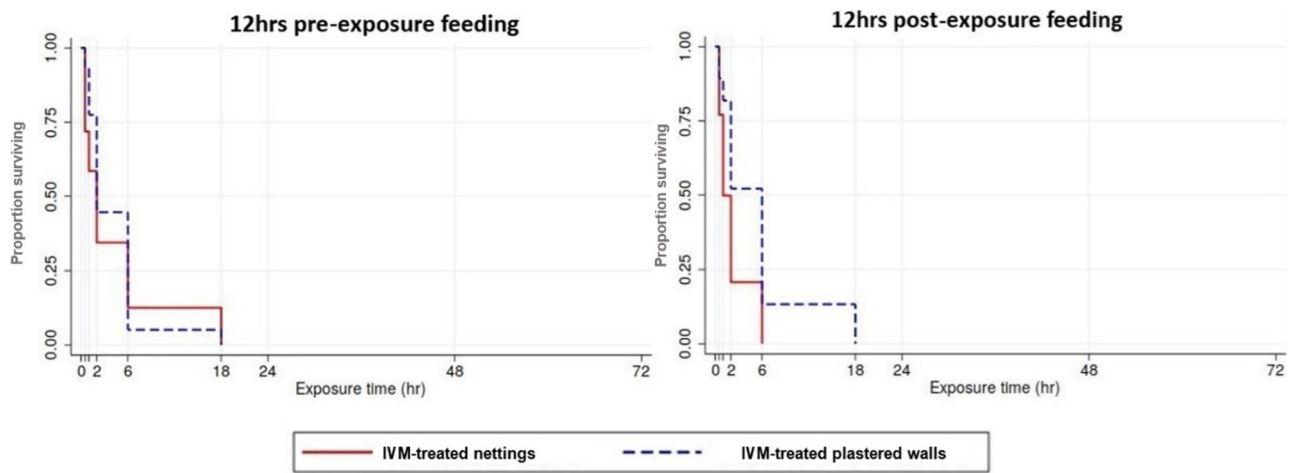 12hrs pre-exposure feeding
Proportion surviving
1.00
0.75
0.50
0.25
0.00
0 2 6 18 24 48 72
Exposure time (hr)
12hrs post-exposure feeding
Proportion surviving
1.00
0.75
0.50
0.25
0.00
0 2 6 18 24 48 72
Exposure time (hr)
IVM-treated nettings IVM-treated plastered walls